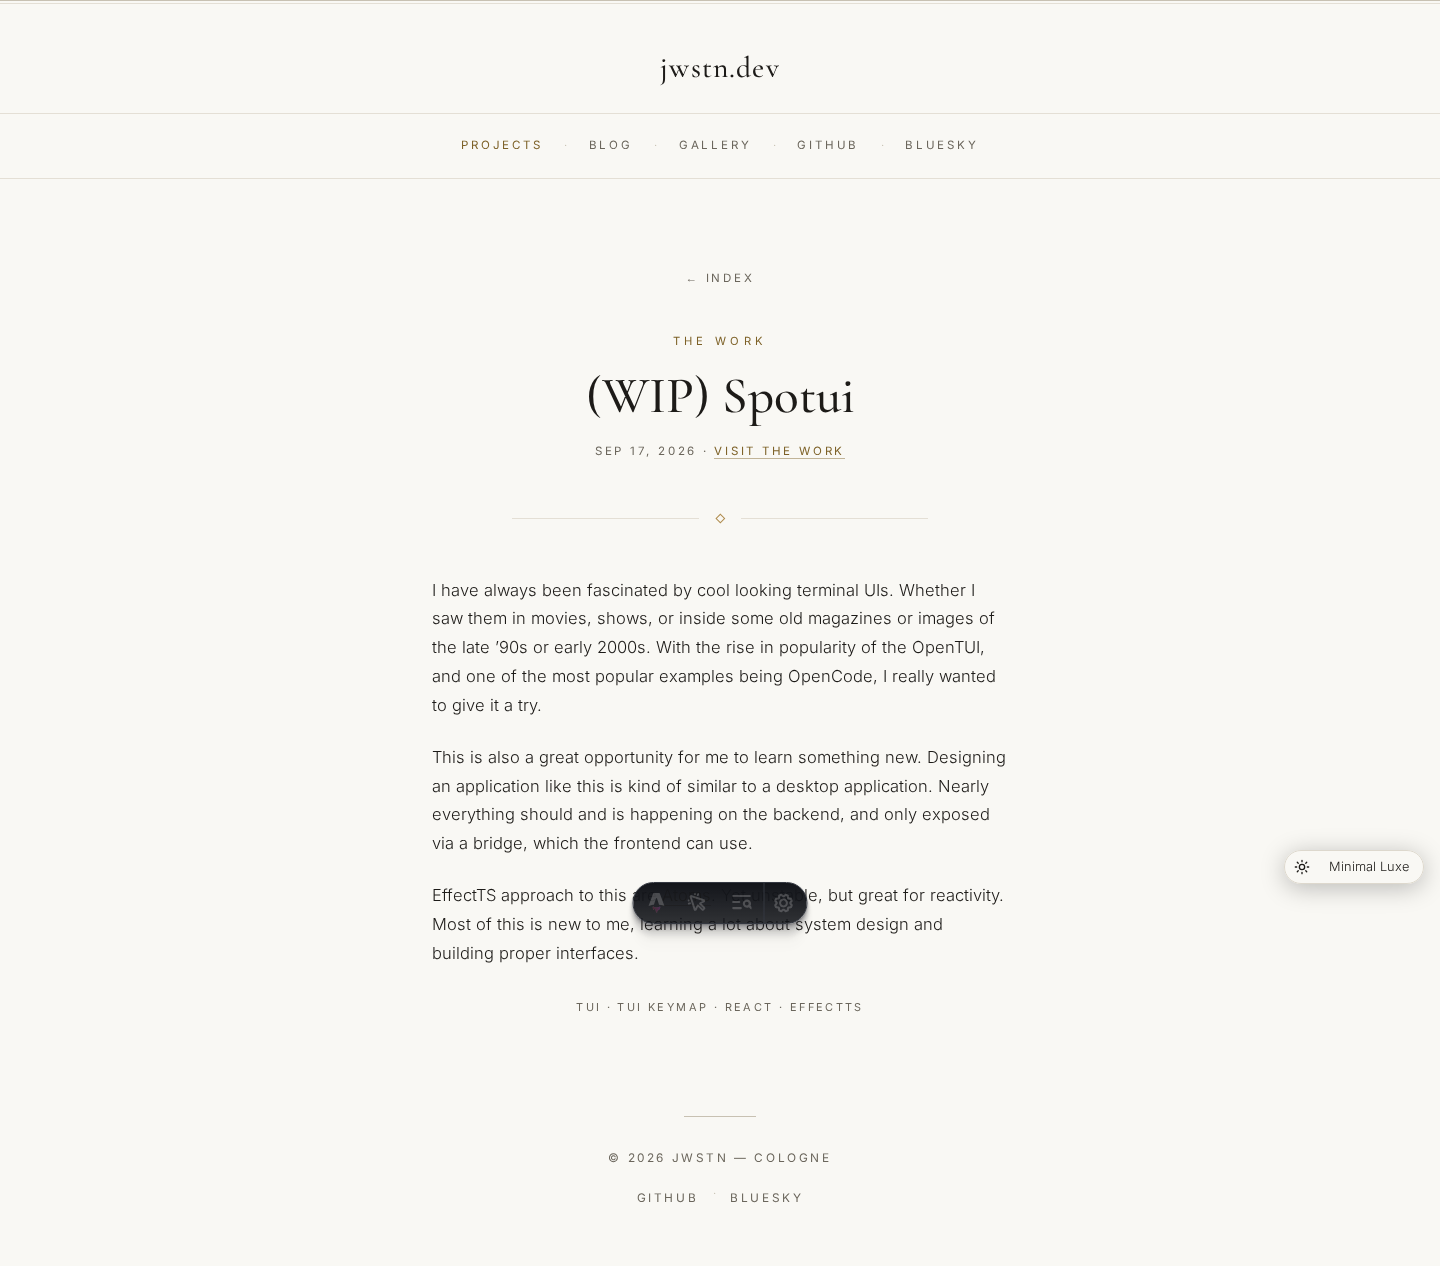 jwstn.dev
PROJECTS · BLOG · GALLERY · GITHUB · BLUESKY
← INDEX
THE WORK
(WIP) Spotui
SEP 17, 2026 · VISIT THE WORK
I have always been fascinated by cool looking terminal UIs. Whether I
saw them in movies, shows, or inside some old magazines or images of
the late ’90s or early 2000s. With the rise in popularity of the OpenTUI,
and one of the most popular examples being OpenCode, I really wanted
to give it a try.
This is also a great opportunity for me to learn something new. Designing
an application like this is kind of similar to a desktop application. Nearly
everything should and is happening on the backend, and only exposed
via a bridge, which the frontend can use.
Minimal Luxe
EffectTS approach to this but great for reactivity.
Most of this is new to me, learning a lot about system design and
building proper interfaces.
TUI · TUI KEYMAP · REACT · EFFECTTS
© 2026 JWSTN — COLOGNE
GITHUB · BLUESKY